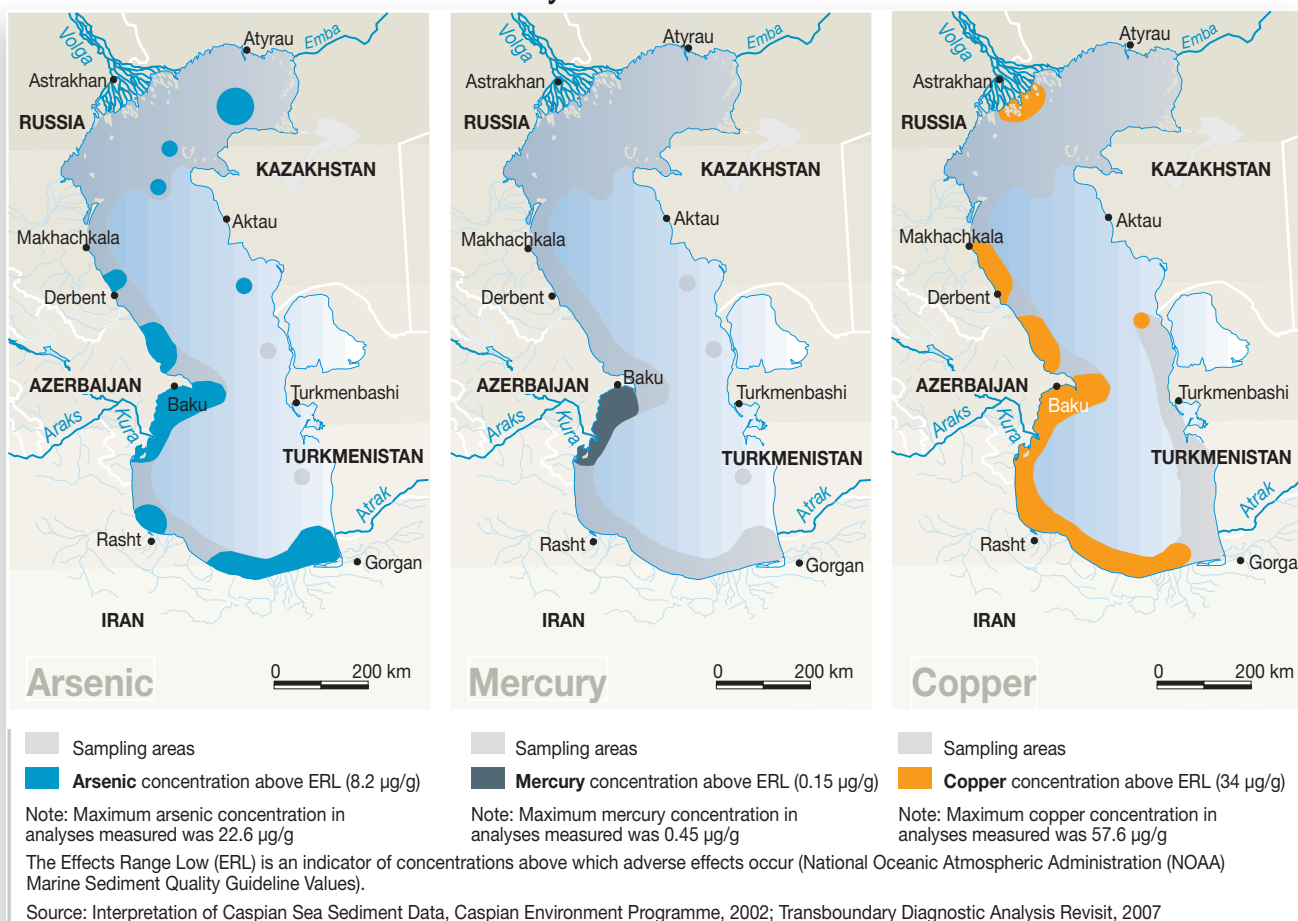 Atyrau
Emba
Volga
Astrakhan
RUSSIA
KAZAKHSTAN
Aktau
Makhachkala
Derbent
AZERBAIJAN
Baku
Turkmenbashi
Araks
Kura
TURKMENISTAN
Atrak
Rasht
Gorgan
IRAN
Arsenic
0 200 km
Atyrau
Emba
Volga
Astrakhan
RUSSIA
KAZAKHSTAN
Aktau
Makhachkala
Derbent
AZERBAIJAN
Baku
Turkmenbashi
Araks
Kura
TURKMENISTAN
Atrak
Rasht
Gorgan
IRAN
Mercury
0 200 km
Atyrau
Emba
Volga
Astrakhan
RUSSIA
KAZAKHSTAN
Aktau
Makhachkala
Derbent
AZERBAIJAN
Baku
Turkmenbashi
Araks
Kura
TURKMENISTAN
Atrak
Rasht
Gorga
IRAN
Copper
0 200 km
Sampling areas
Arsenic concentration above ERL (8.2 µg/g)
Note: Maximum arsenic concentration in
analyses measured was 22.6 µg/g
Sampling areas
Mercury concentration above ERL (0.15 µg/g)
Note: Maximum mercury concentration in
analyses measured was 0.45 µg/g
Sampling areas
Copper concentration above ERL (34 µg/g)
Note: Maximum copper concentration in
analyses measured was 57.6 µg/g
The Effects Range Low (ERL) is an indicator of concentrations above which adverse effects occur (National Oceanic Atmospheric Administration (NOAA)
Marine Sediment Quality Guideline Values).
Source: Interpretation of Caspian Sea Sediment Data, Caspian Environment Programme, 2002; Transboundary Diagnostic Analysis Revisit, 2007